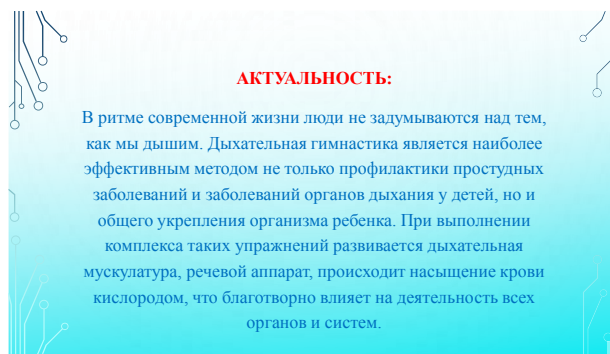 АКТУАЛЬНОСТЬ:
В ритме современной жизни люди не задумываются над тем,
как мы дышим. Дыхательная гимнастика является наиболее
эффективным методом не только профилактики простудных
заболеваний и заболеваний органов дыхания у детей, но и
общего укрепления организма ребенка. При выполнении
комплекса таких упражнений развивается дыхательная
мускулатура, речевой аппарат, происходит насыщение крови
кислородом, что благотворно влияет на деятельность всех
органов и систем.